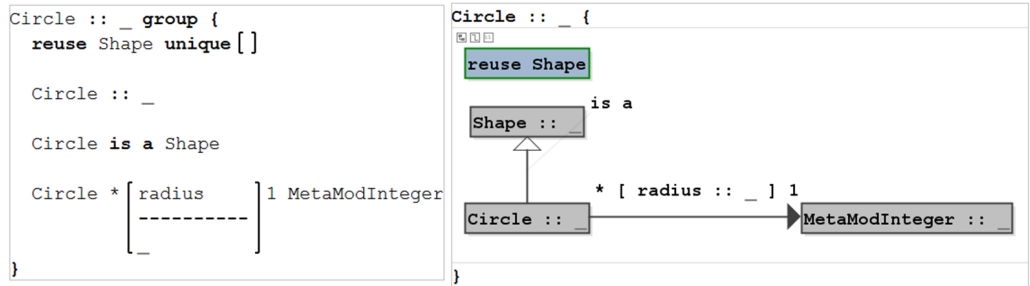 Circle :: _ group {
reuse Shape unique []
Circle :: _
Circle is a Shape
Circle * [ radius ] 1 MetaModInteger
----------
_
}
Circle :: _ {
reuse Shape
is a
Shape :: _
* [ radius :: _ ] 1
Circle :: _
MetaModInteger :: _
}